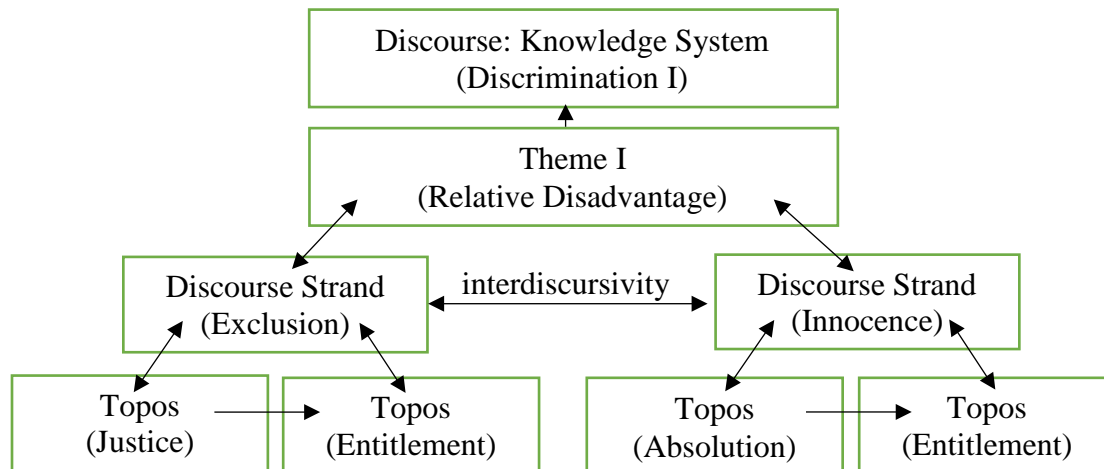 Discourse: Knowledge System
(Discrimination I)
Theme I
(Relative Disadvantage)
Discourse Strand
(Exclusion)
interdiscursivity
Discourse Strand
(Innocence)
Topos
(Justice)
Topos
(Entitlement)
Topos
(Absolution)
Topos
(Entitlement)